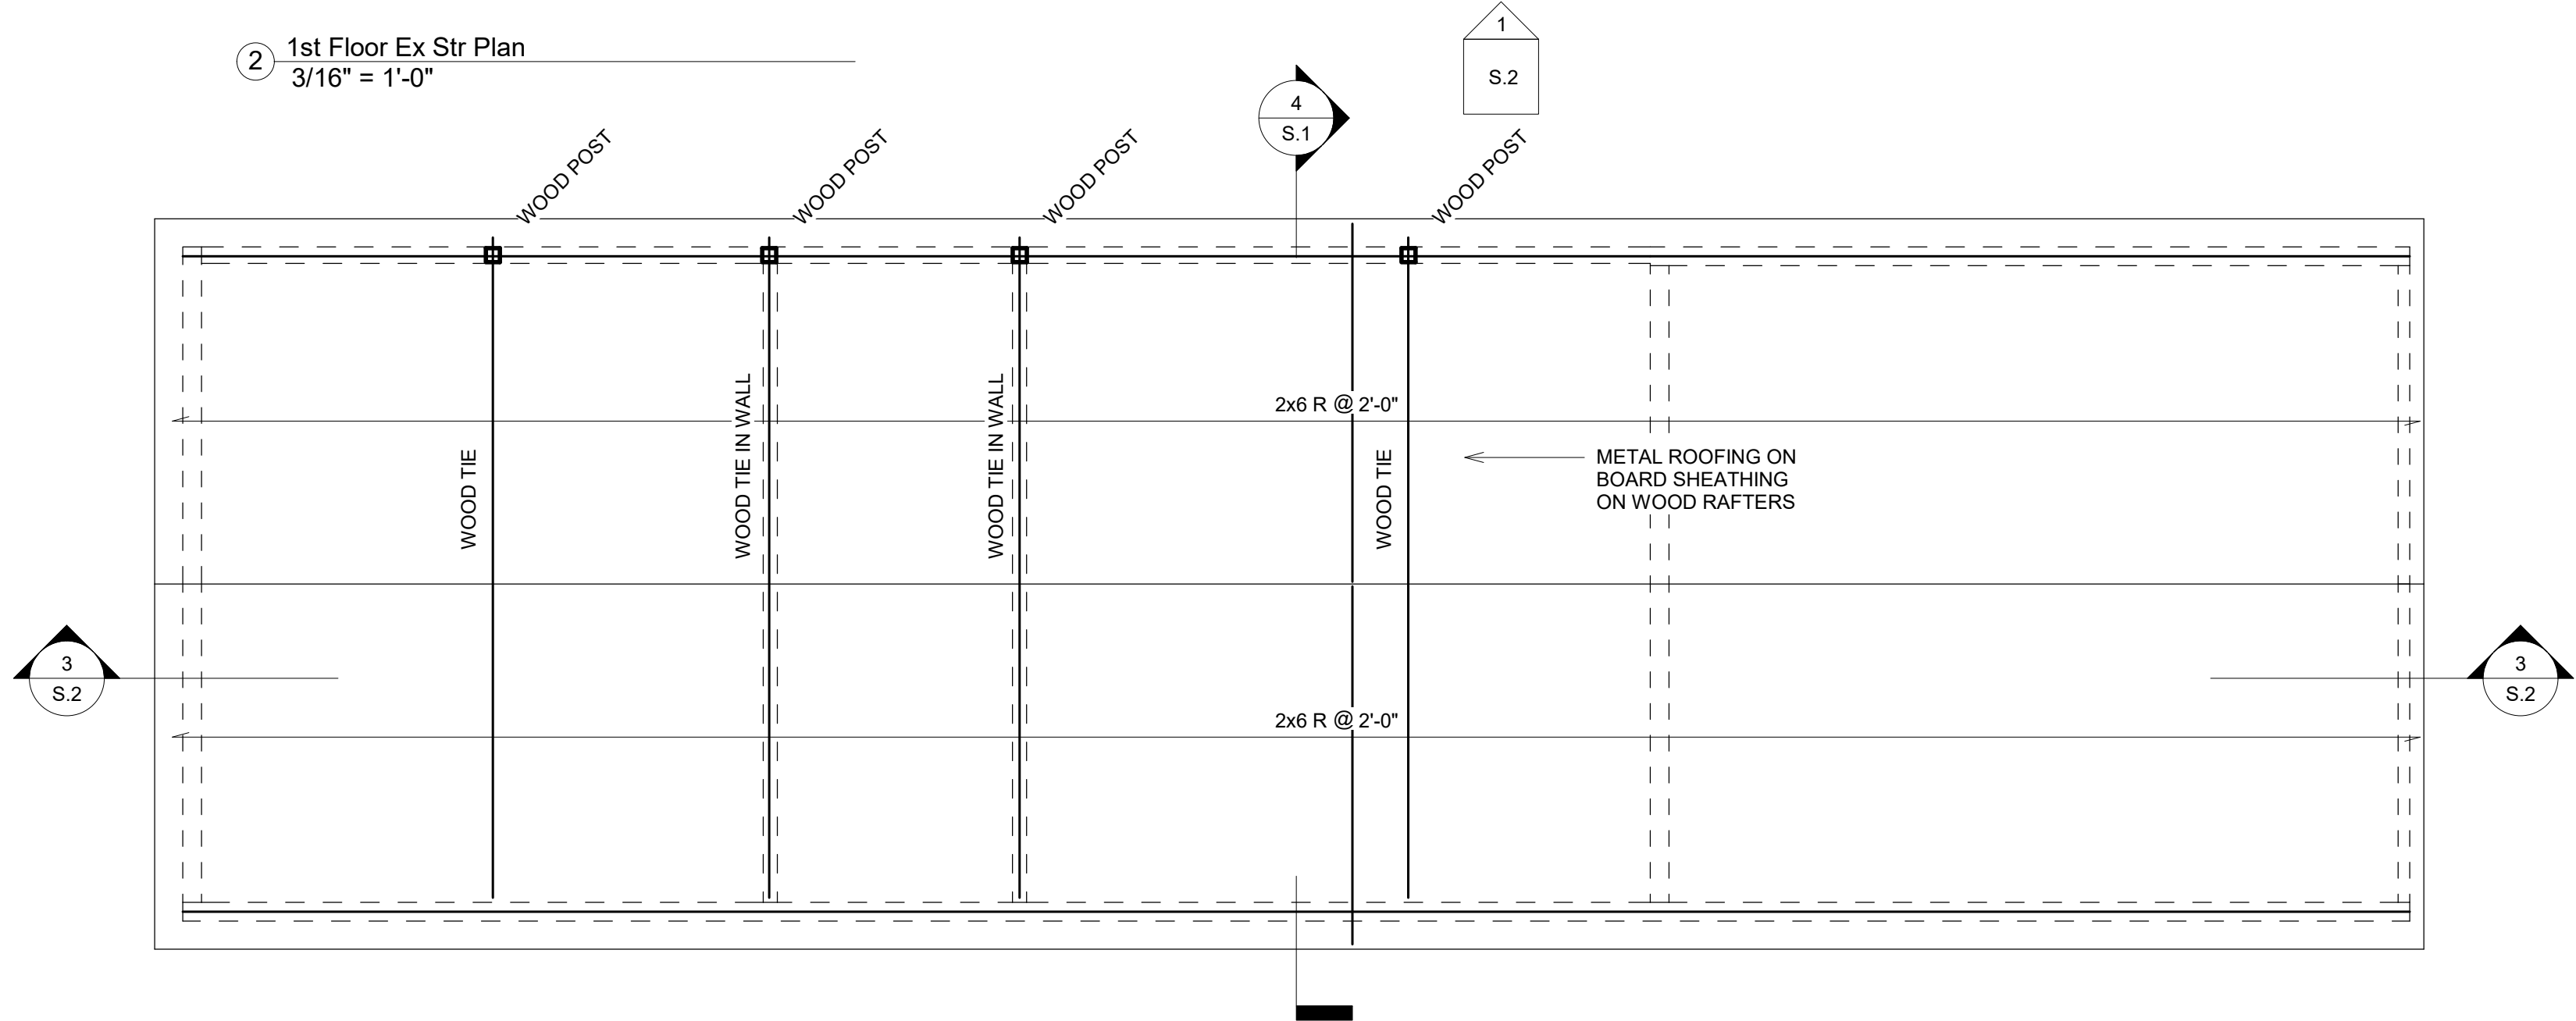 2
1st Floor Ex Str Plan
3/16" = 1'-0"
1
S.2
4
S.1
WOOD POST
WOOD POST
WOOD POST
WOOD POST
2x6 R @ 2'-0"
WOOD TIE
WOOD TIE IN WALL
WOOD TIE IN WALL
WOOD TIE
METAL ROOFING ON
BOARD SHEATHING
ON WOOD RAFTERS
3
S.2
3
S.2
2x6 R @ 2'-0"